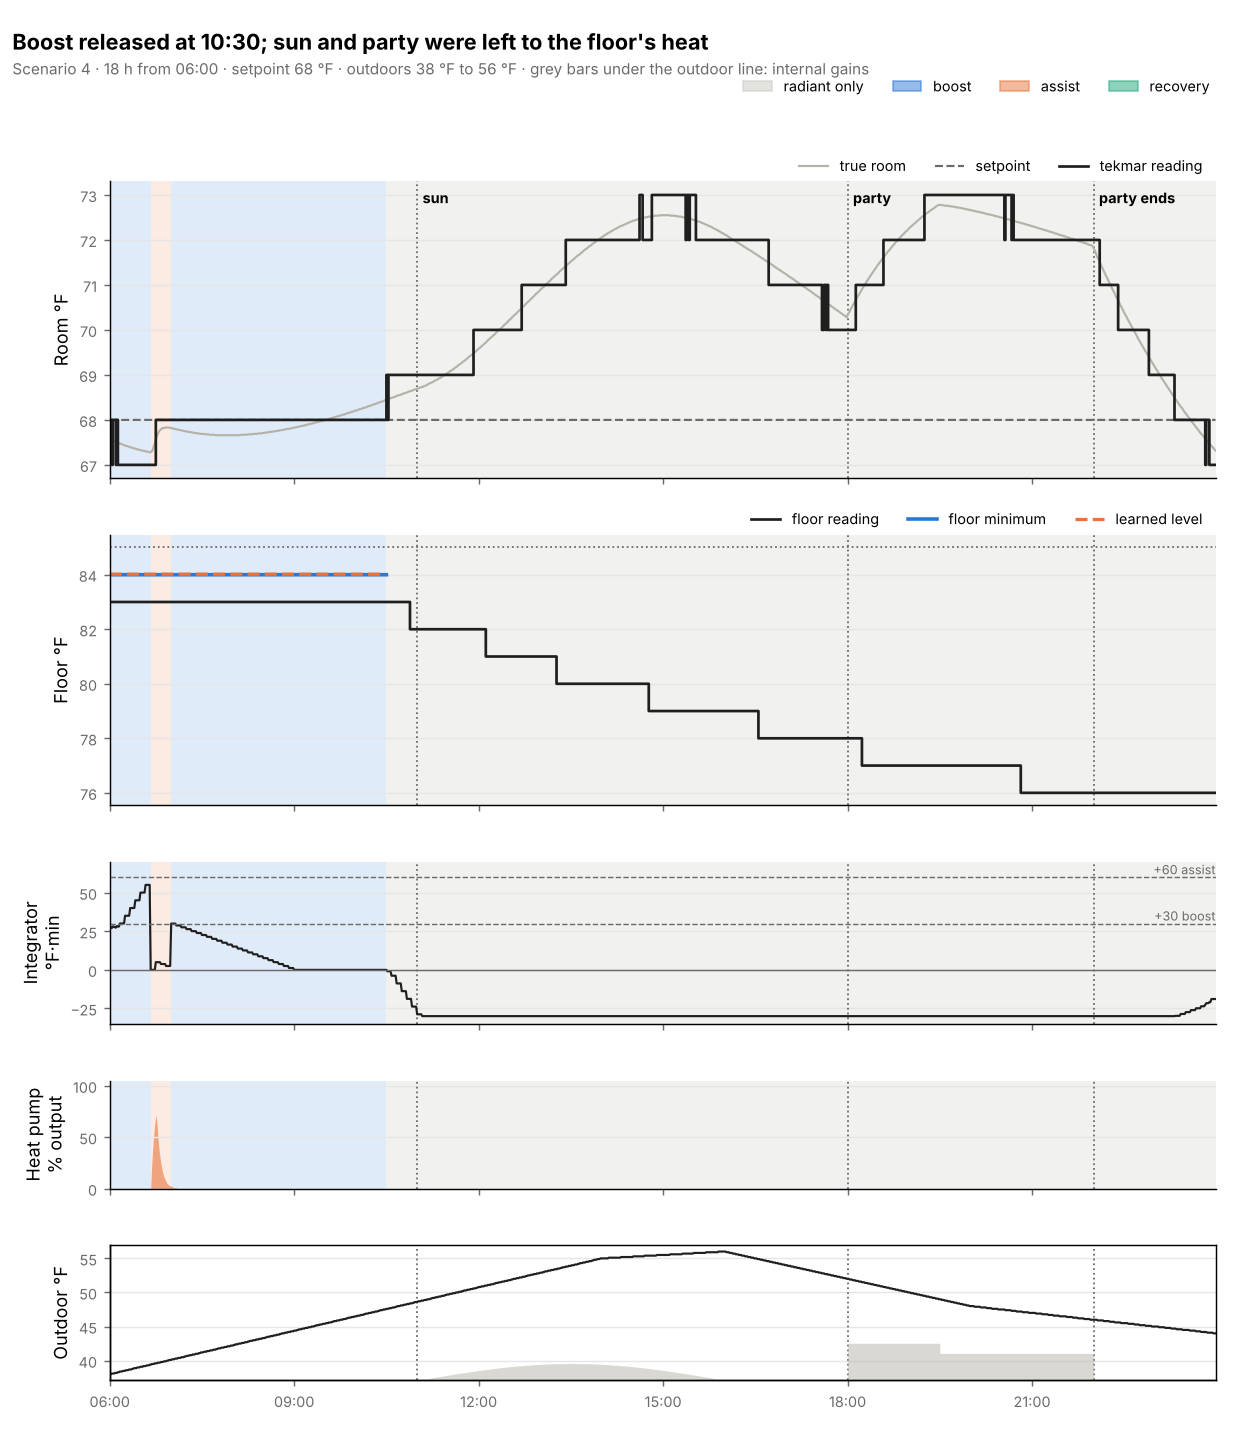 Boost released at 10:30; sun and party were left to the floor's heat
Scenario 4 · 18 h from 06:00 · setpoint 68 °F · outdoors 38 °F to 56 °F · grey bars under the outdoor line: internal gains
radiant only boost assist recovery
true room setpoint tekmar reading
Room °F
73
72
71
70
69
68
67
sun
party
party ends
floor reading floor minimum learned level
Floor °F
84
82
80
78
76
Integrator
°F·min
50
25
0
−25
+60 assist
+30 boost
Heat pump
% output
100
50
0
Outdoor °F
55
50
45
40
06:00 09:00 12:00 15:00 18:00 21:00